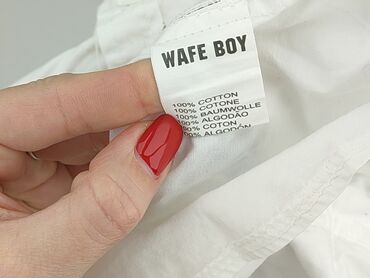 WAFE BOY
100% COTTON
100% COTONE
100% BAUMWOLLE
100% ALGODÃO
100% COTON
100% ALGODÓN